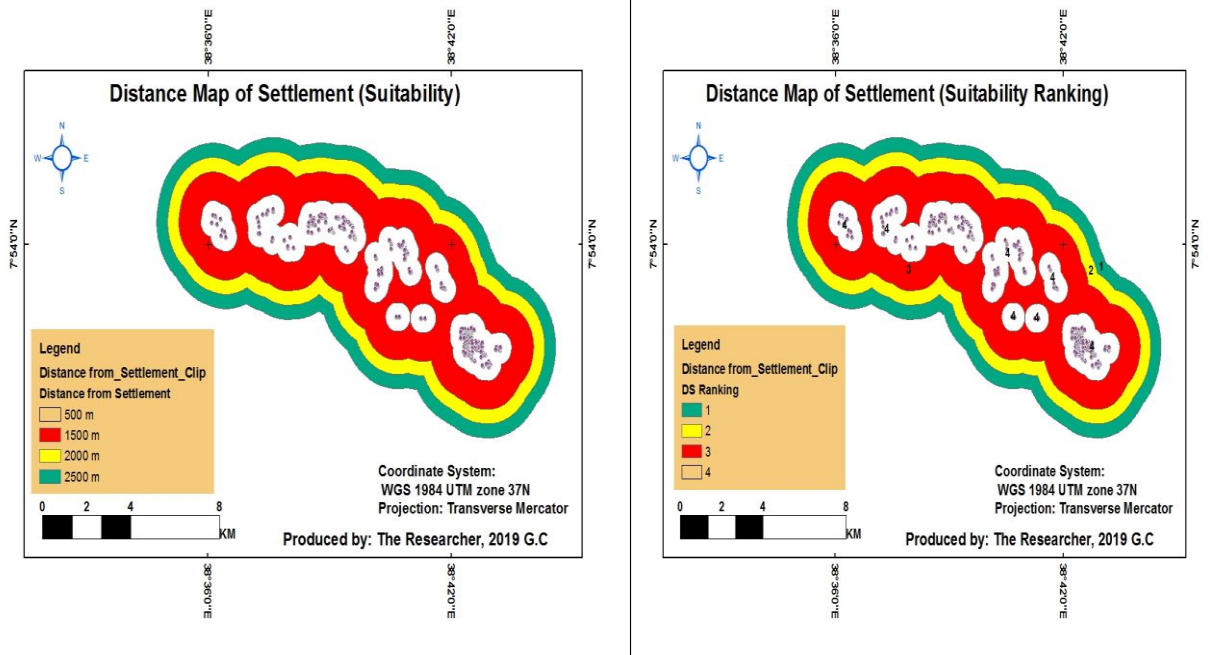 38°36'0"E
38°42'0"E
Distance Map of Settlement (Suitability)
N
W
E
S
7°54'0"N
7°54'0"N
Legend
Distance from_Settlement_Clip
Distance from Settlement
500 m
1500 m
2000 m
2500 m
0 2 4 8
KM
Coordinate System:
WGS 1984 UTM zone 37N
Projection: Transverse Mercator
Produced by: The Researcher, 2019 G.C
38°36'0"E
38°42'0"E
38°36'0"E
38°42'0"E
Distance Map of Settlement (Suitability Ranking)
N
W
E
S
7°54'0"N
7°54'0"N
4
4
4
3
2
1
4
4
4
4
Legend
Distance from_Settlement_Clip
DS Ranking
1
2
3
4
0 2 4 8
KM
Coordinate System:
WGS 1984 UTM zone 37N
Projection: Transverse Mercator
Produced by: The Researcher, 2019 G.C
38°36'0"E
38°42'0"E